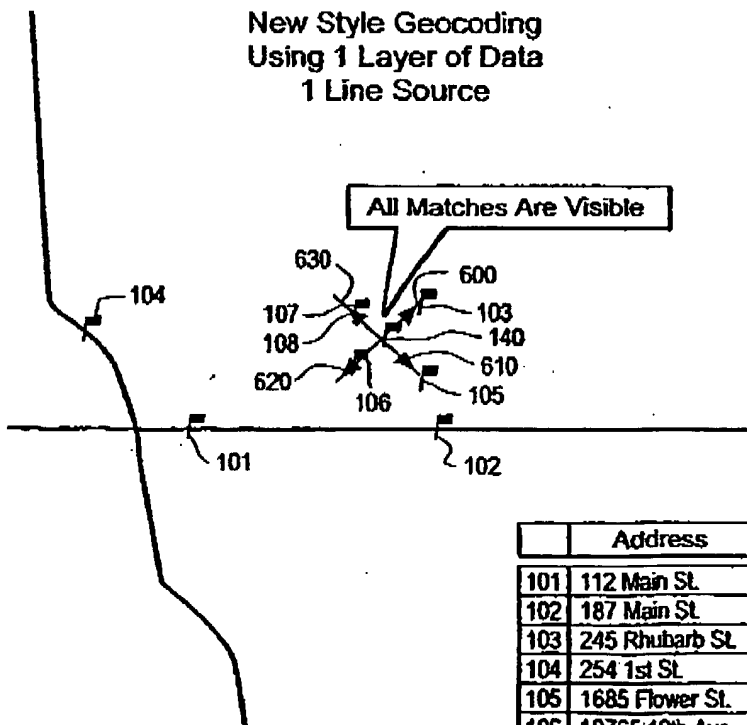 New Style Geocoding
Using 1 Layer of Data
1 Line Source
All Matches Are Visible
630
600
104
107
103
108
140
610
620
106
105
101
102
Address
101 112 Main St.
102 187 Main St.
103 245 Rhubarb St.
104 254 1st St.
105 1685 Flower St.